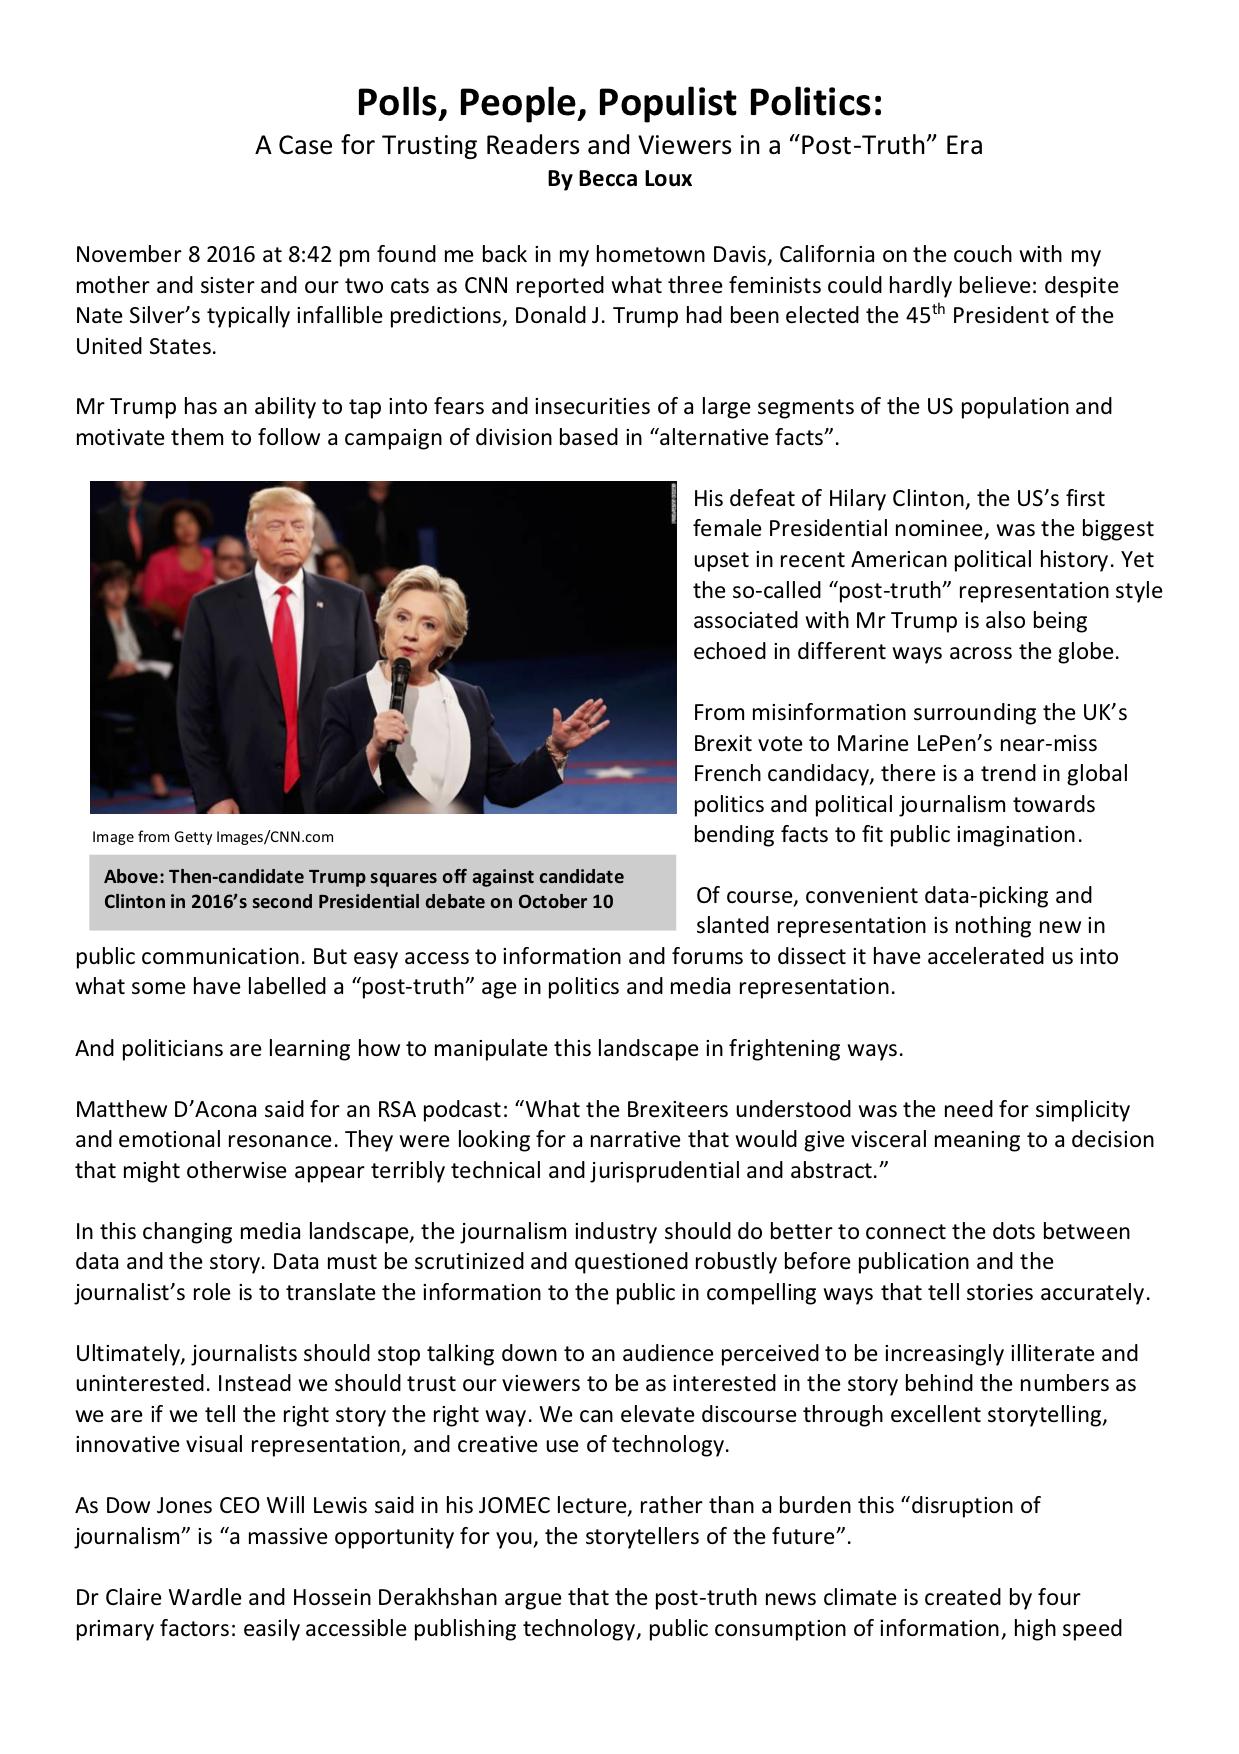 Polls, People, Populist Politics:
A Case for Trusting Readers and Viewers in a “Post-Truth” Era
By Becca Loux
November 8 2016 at 8:42 pm found me back in my hometown Davis, California on the couch with my
mother and sister and our two cats as CNN reported what three feminists could hardly believe: despite
Nate Silver’s typically infallible predictions, Donald J. Trump had been elected the 45th President of the
United States.
Mr Trump has an ability to tap into fears and insecurities of a large segments of the US population and
motivate them to follow a campaign of division based in “alternative facts”.
His defeat of Hilary Clinton, the US’s first
female Presidential nominee, was the biggest
upset in recent American political history. Yet
the so-called “post-truth” representation style
associated with Mr Trump is also being
echoed in different ways across the globe.
From misinformation surrounding the UK’s
Brexit vote to Marine LePen’s near-miss
French candidacy, there is a trend in global
politics and political journalism towards
bending facts to fit public imagination.
Image from Getty Images/CNN.com
Above: Then-candidate Trump squares off against candidate
Clinton in 2016’s second Presidential debate on October 10
Of course, convenient data-picking and
slanted representation is nothing new in
public communication. But easy access to information and forums to dissect it have accelerated us into
what some have labelled a “post-truth” age in politics and media representation.
And politicians are learning how to manipulate this landscape in frightening ways.
Matthew D’Acona said for an RSA podcast: “What the Brexiteers understood was the need for simplicity
and emotional resonance. They were looking for a narrative that would give visceral meaning to a decision
that might otherwise appear terribly technical and jurisprudential and abstract.”
In this changing media landscape, the journalism industry should do better to connect the dots between
data and the story. Data must be scrutinized and questioned robustly before publication and the
journalist’s role is to translate the information to the public in compelling ways that tell stories accurately.
Ultimately, journalists should stop talking down to an audience perceived to be increasingly illiterate and
uninterested. Instead we should trust our viewers to be as interested in the story behind the numbers as
we are if we tell the right story the right way. We can elevate discourse through excellent storytelling,
innovative visual representation, and creative use of technology.
As Dow Jones CEO Will Lewis said in his JOMEC lecture, rather than a burden this “disruption of
journalism” is “a massive opportunity for you, the storytellers of the future”.
Dr Claire Wardle and Hossein Derakhshan argue that the post-truth news climate is created by four
primary factors: easily accessible publishing technology, public consumption of information, high speed